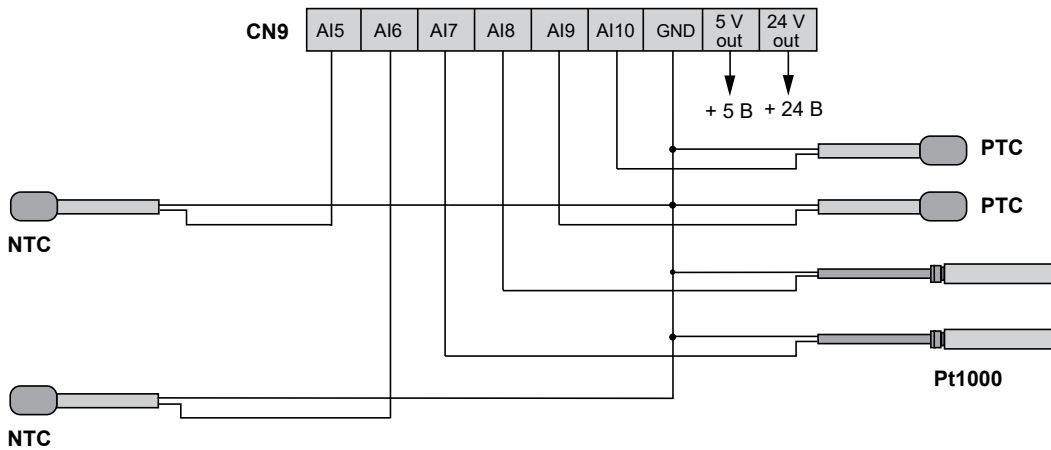 CN9 AI5 AI6 AI7 AI8 AI9 AI10 GND 5 V out 24 V out
+ 5 В + 24 В
PTC
PTC
NTC
Pt1000
NTC